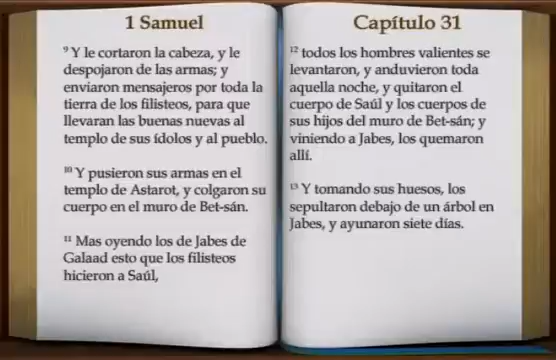 1 Samuel
⁹ Y le cortaron la cabeza, y le
despojaron de las armas; y
enviaron mensajeros por toda la
tierra de los filisteos, para que
llevaran las buenas nuevas al
templo de sus ídolos y al pueblo.
¹⁰ Y pusieron sus armas en el
templo de Astarot, y colgaron su
cuerpo en el muro de Bet-sán.
¹¹ Mas oyendo los de Jabes de
Galaad esto que los filisteos
hicieron a Saúl,
Capítulo 31
¹² todos los hombres valientes se
levantaron, y anduvieron toda
aquella noche, y quitaron el
cuerpo de Saúl y los cuerpos de
sus hijos del muro de Bet-sán; y
viniendo a Jabes, los quemaron
allí.
¹³ Y tomando sus huesos, los
sepultaron debajo de un árbol en
Jabes, y ayunaron siete días.